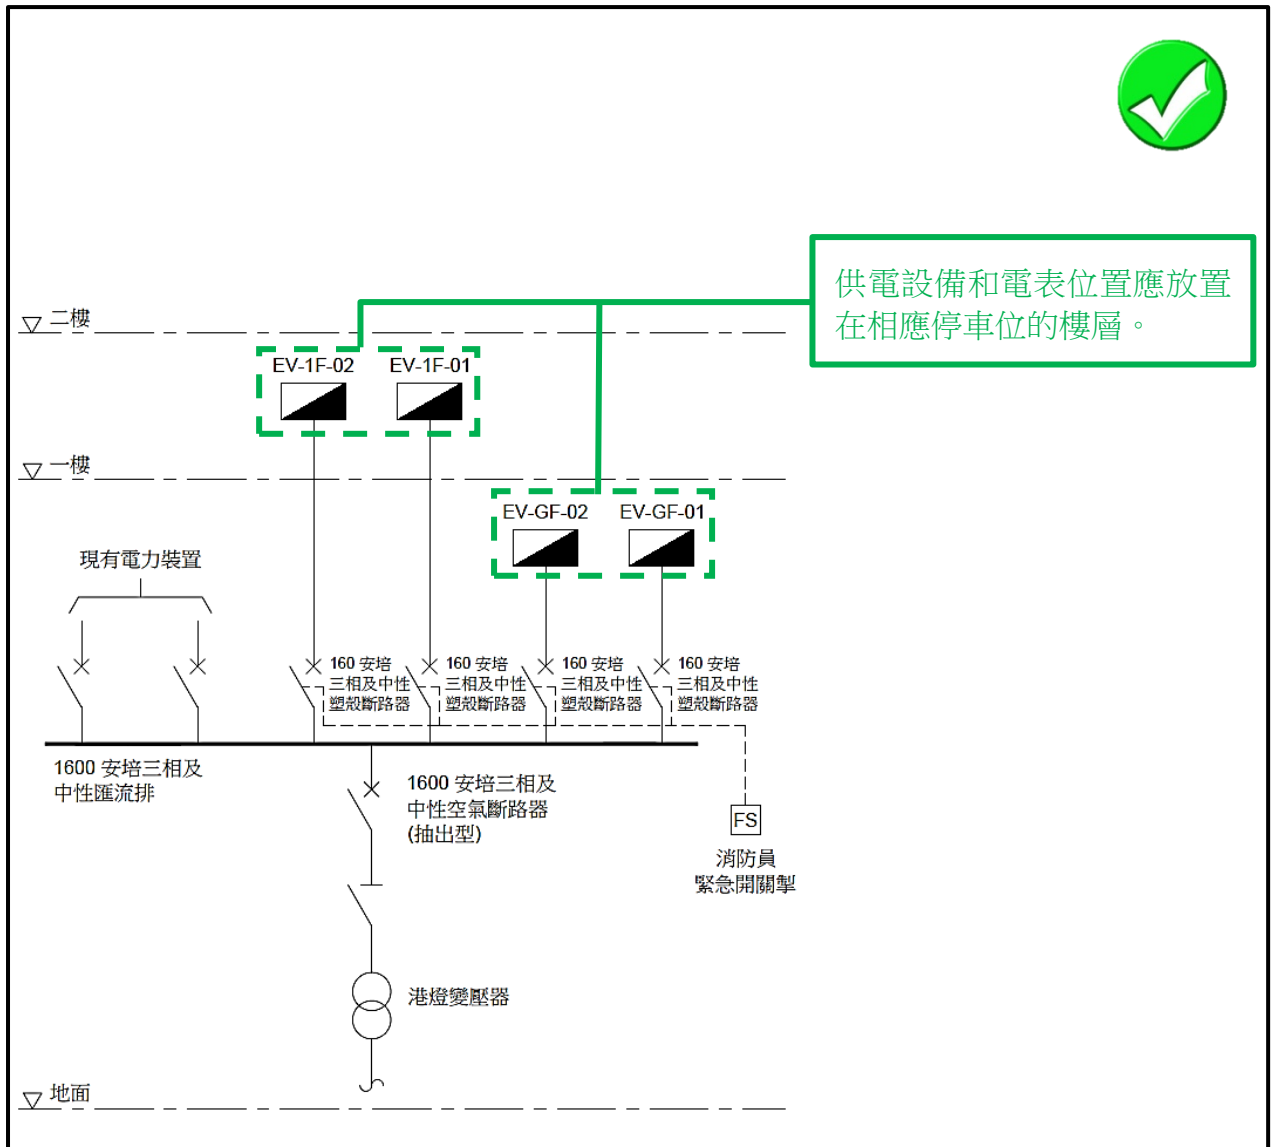 供電設備和電表位置應放置
在相應停車位的樓層。
二樓
EV-1F-02
EV-1F-01
一樓
EV-GF-02
EV-GF-01
現有電力裝置
160 安培
三相及中性
塑殼斷路器
160 安培
三相及中性
塑殼斷路器
160 安培
三相及中性
塑殼斷路器
160 安培
三相及中性
塑殼斷路器
1600 安培三相及
中性匯流排
1600 安培三相及
中性空氣斷路器
(抽出型)
FS
消防員
緊急開關掣
港燈變壓器
地面